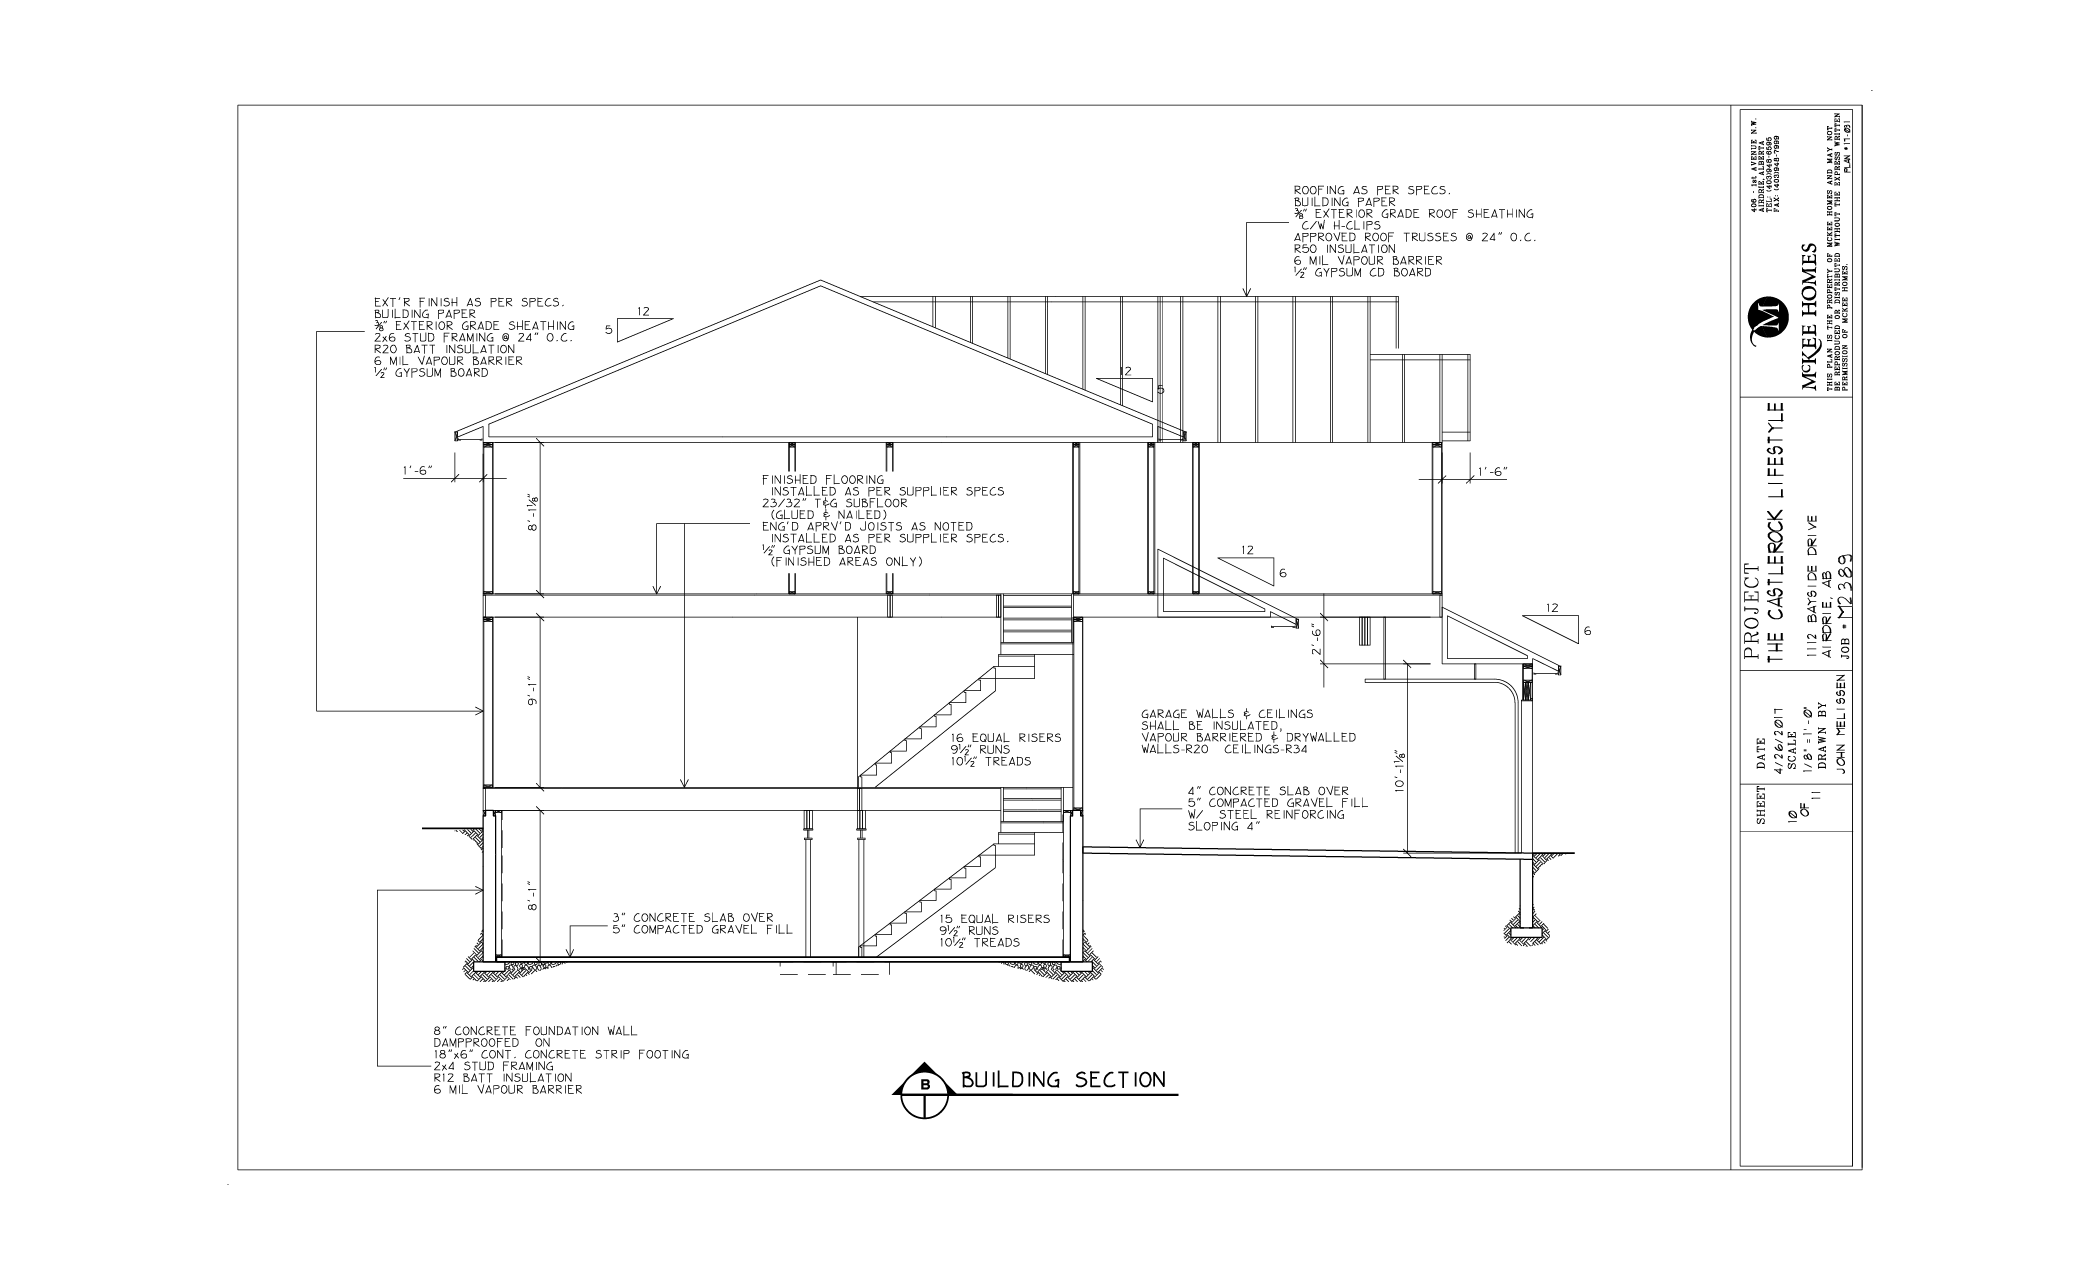 ROOFING AS PER SPECS.
BUILDING PAPER
⅜" EXTERIOR GRADE ROOF SHEATHING
C/W H-CLIPS
APPROVED ROOF TRUSSES @ 24" O.C.
R50 INSULATION
6 MIL VAPOUR BARRIER
½" GYPSUM CD BOARD
EXT'R FINISH AS PER SPECS.
BUILDING PAPER
⅜" EXTERIOR GRADE SHEATHING
2x6 STUD FRAMING @ 24" O.C.
R20 BATT INSULATION
6 MIL VAPOUR BARRIER
½" GYPSUM BOARD
12
5
12
5
1'-6"
1'-6"
8'-1⅛"
FINISHED FLOORING
INSTALLED AS PER SUPPLIER SPECS
23/32" T&G SUBFLOOR
(GLUED & NAILED)
ENG'D APRV'D JOISTS AS NOTED
INSTALLED AS PER SUPPLIER SPECS.
½" GYPSUM BOARD
(FINISHED AREAS ONLY)
12
6
12
6
2'-6"
9'-1"
16 EQUAL RISERS
9½" RUNS
10½" TREADS
GARAGE WALLS & CEILINGS
SHALL BE INSULATED,
VAPOUR BARRIERED & DRYWALLED
WALLS-R20 CEILINGS-R34
10'-1⅛"
4" CONCRETE SLAB OVER
5" COMPACTED GRAVEL FILL
W/ STEEL REINFORCING
SLOPING 4"
8'-1"
3" CONCRETE SLAB OVER
5" COMPACTED GRAVEL FILL
15 EQUAL RISERS
9½" RUNS
10½" TREADS
8" CONCRETE FOUNDATION WALL
DAMPPROOFED ON
18"x6" CONT. CONCRETE STRIP FOOTING
2x4 STUD FRAMING
R12 BATT INSULATION
6 MIL VAPOUR BARRIER
B
1
BUILDING SECTION
406 - 1st AVENUE N.W.
AIRDRIE, ALBERTA
TEL: (403)948-6595
FAX: (403)948-7999
M
McKEE HOMES
THIS PLAN IS THE PROPERTY OF MCKEE HOMES AND MAY NOT
BE REPRODUCED OR DISTRIBUTED WITHOUT THE EXPRESS WRITTEN
PERMISSION OF MCKEE HOMES.
PLAN #17-031
PROJECT
THE CASTLEROCK LIFESTYLE
1112 BAYSIDE DRIVE
AIRDRIE, AB
JOB # M2389
DATE
4/26/2017
SCALE
1/8" = 1'-0"
DRAWN BY
JOHN MELISSEN
SHEET
10
OF
11